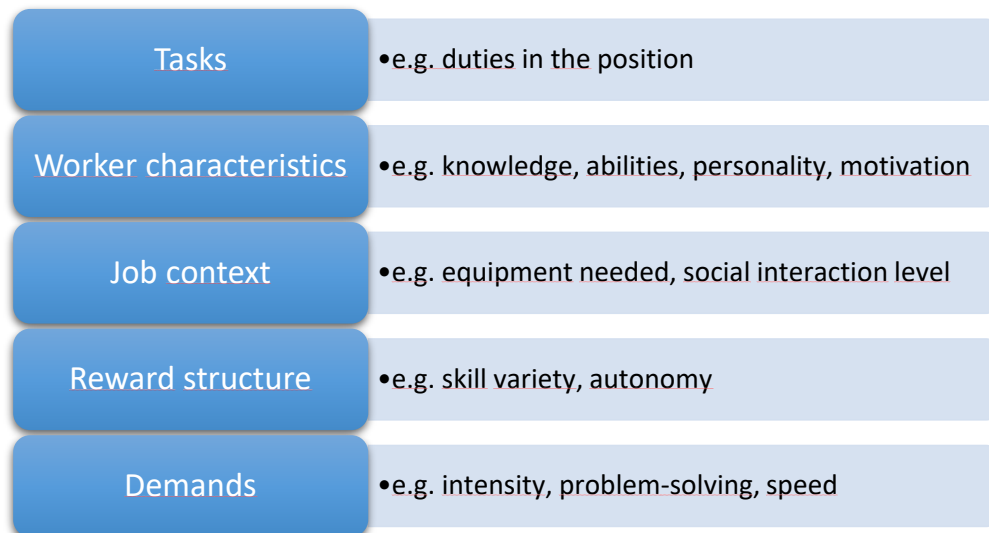 Tasks
•e.g. duties in the position
Worker characteristics
•e.g. knowledge, abilities, personality, motivation
Job context
•e.g. equipment needed, social interaction level
Reward structure
•e.g. skill variety, autonomy
Demands
•e.g. intensity, problem-solving, speed